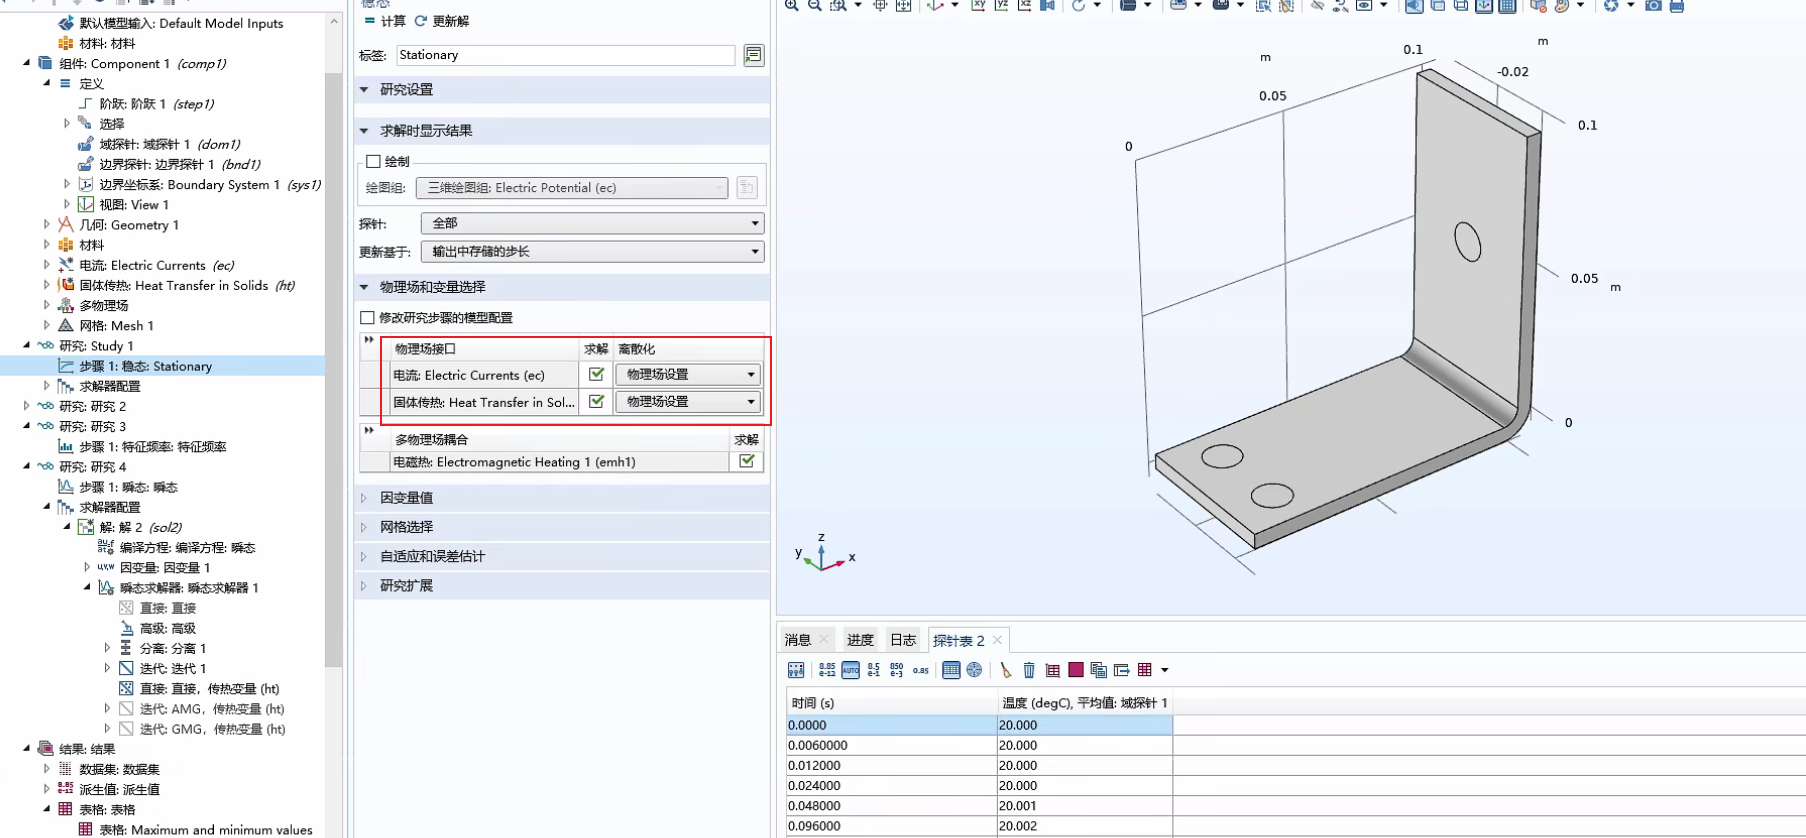 默认模型输入: Default Model Inputs
材料: 材料
组件: Component 1 (comp1)
定义
阶跃: 阶跃 1 (step1)
选择
域探针: 域探针 1 (dom1)
边界探针: 边界探针 1 (bnd1)
边界坐标系: Boundary System 1 (sys1)
视图: View 1
几何: Geometry 1
材料
电流: Electric Currents (ec)
固体传热: Heat Transfer in Solids (ht)
多物理场
网格: Mesh 1
研究: Study 1
步骤 1: 稳态: Stationary
求解器配置
研究: 研究 2
研究: 研究 3
步骤 1: 特征频率: 特征频率
研究: 研究 4
步骤 1: 瞬态: 瞬态
求解器配置
解: 解 2 (sol2)
编译方程: 编译方程: 瞬态
因变量: 因变量 1
瞬态求解器: 瞬态求解器 1
直接: 直接
高级: 高级
分离: 分离 1
迭代: 迭代 1
直接: 直接，传热变量 (ht)
迭代: AMG，传热变量 (ht)
迭代: GMG，传热变量 (ht)
结果: 结果
数据集: 数据集
派生值: 派生值
表格: 表格
表格: Maximum and minimum values
稳态
= 计算 更新解
标签: Stationary
研究设置
求解时显示结果
绘制
绘图组: 三维绘图组: Electric Potential (ec)
探针: 全部
更新基于: 输出中存储的步长
物理场和变量选择
修改研究步骤的模型配置
物理场接口 求解 离散化
电流: Electric Currents (ec) 物理场设置
固体传热: Heat Transfer in Sol... 物理场设置
多物理场耦合 求解
电磁热: Electromagnetic Heating 1 (emh1)
因变量值
网格选择
自适应和误差估计
研究扩展
xy yz xz
m
0.1
m
-0.02
0.05
0.1
0
0.05
m
0
z
y
x
消息 进度 日志 探针表 2
8.85 e-12 AUTO 8.5 e-1 850 e-3 0.85
时间 (s) 温度 (degC), 平均值: 域探针 1
0.0000 20.000
0.0060000 20.000
0.012000 20.000
0.024000 20.000
0.048000 20.001
0.096000 20.002